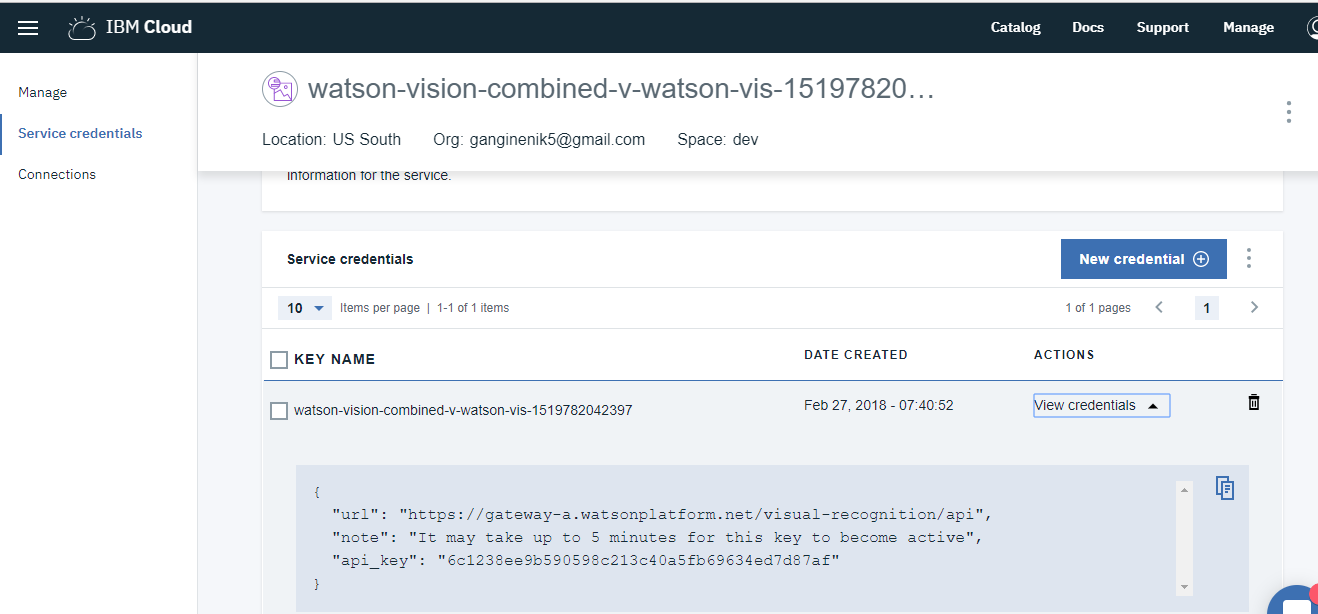 IBM Cloud
Catalog Docs Support Manage
Manage
Service credentials
Connections
watson-vision-combined-v-watson-vis-15197820…
Location: US South Org: ganginenik5@gmail.com Space: dev
information for the service.
Service credentials
New credential
10 Items per page | 1-1 of 1 items
1 of 1 pages 1
KEY NAME DATE CREATED ACTIONS
watson-vision-combined-v-watson-vis-1519782042397 Feb 27, 2018 - 07:40:52 View credentials
{
"url": "https://gateway-a.watsonplatform.net/visual-recognition/api",
"note": "It may take up to 5 minutes for this key to become active",
"api_key": "6c1238ee9b590598c213c40a5fb69634ed7d87af"
}